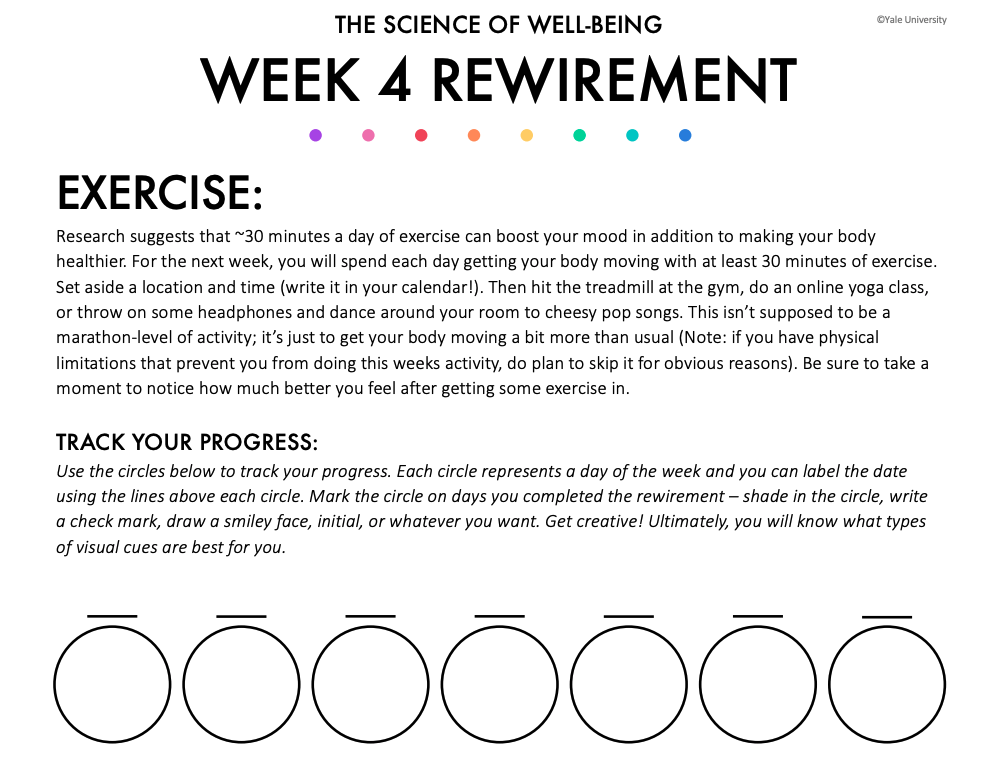 THE SCIENCE OF WELL-BEING
©Yale University
WEEK 4 REWIREMENT
EXERCISE:
Research suggests that ~30 minutes a day of exercise can boost your mood in addition to making your body
healthier. For the next week, you will spend each day getting your body moving with at least 30 minutes of exercise.
Set aside a location and time (write it in your calendar!). Then hit the treadmill at the gym, do an online yoga class,
or throw on some headphones and dance around your room to cheesy pop songs. This isn’t supposed to be a
marathon-level of activity; it’s just to get your body moving a bit more than usual (Note: if you have physical
limitations that prevent you from doing this weeks activity, do plan to skip it for obvious reasons). Be sure to take a
moment to notice how much better you feel after getting some exercise in.
TRACK YOUR PROGRESS:
Use the circles below to track your progress. Each circle represents a day of the week and you can label the date
using the lines above each circle. Mark the circle on days you completed the rewirement – shade in the circle, write
a check mark, draw a smiley face, initial, or whatever you want. Get creative! Ultimately, you will know what types
of visual cues are best for you.